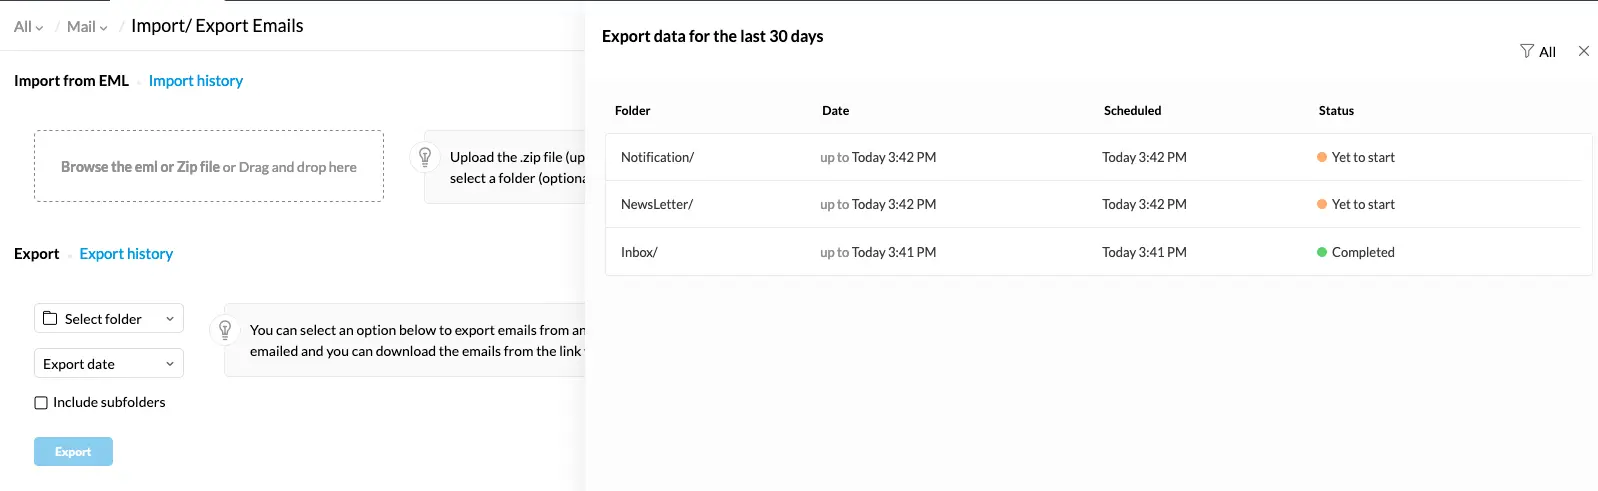 All / Mail / Import/ Export Emails
Import from EML Import history
Browse the eml or Zip file or Drag and drop here
Upload the .zip file (up
select a folder (optiona
Export Export history
Select folder
Export date
Include subfolders
Export
You can select an option below to export emails from an
emailed and you can download the emails from the link
Export data for the last 30 days
All
Folder Date Scheduled Status
Notification/ up to Today 3:42 PM Today 3:42 PM Yet to start
NewsLetter/ up to Today 3:42 PM Today 3:42 PM Yet to start
Inbox/ up to Today 3:41 PM Today 3:41 PM Completed